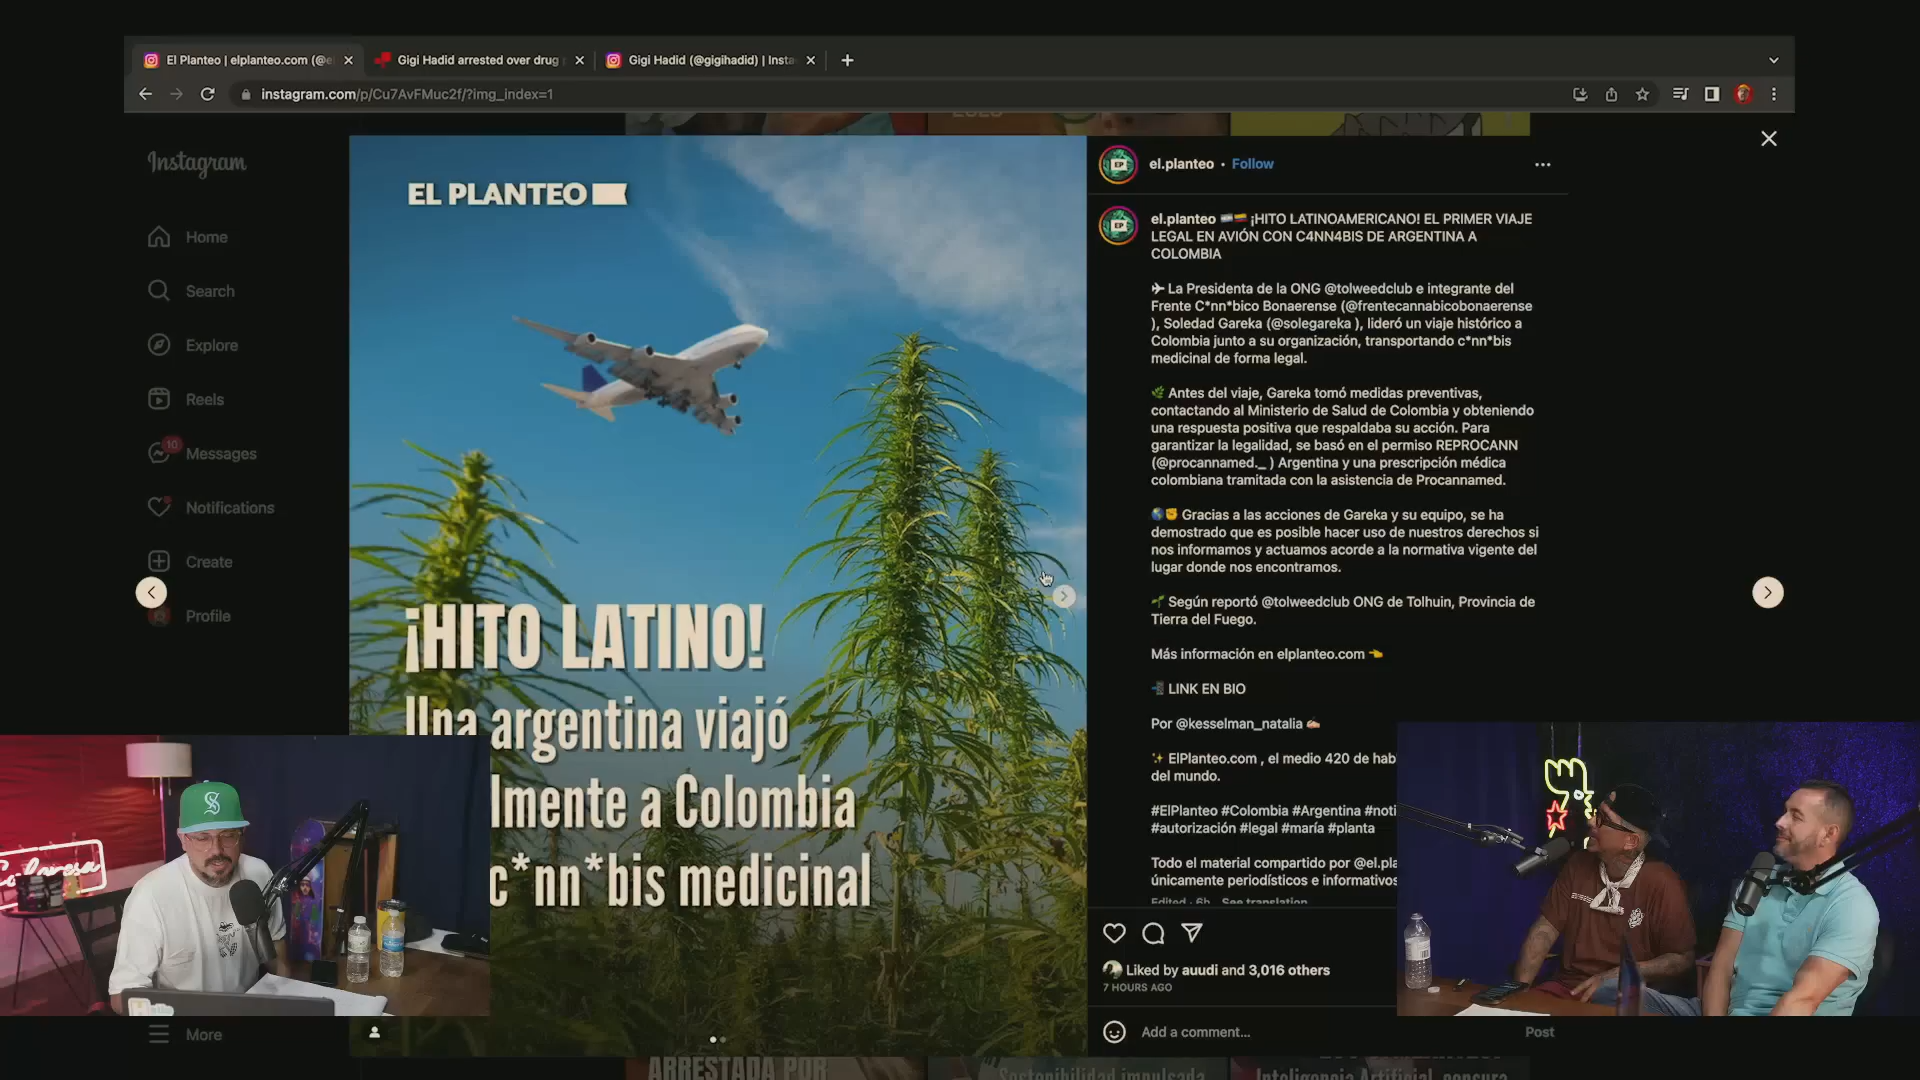 El Planteo | elplanteo.com (@e
Gigi Hadid arrested over drug
Gigi Hadid (@gigihadid) | Insta
instagram.com/p/Cu7AvFMuc2f/?img_index=1
Instagram
Home
Search
Explore
Reels
10
Messages
Notifications
Create
Profile
More
EL PLANTEO
¡HITO LATINO!
Una argentina viajó
lmente a Colombia
c*nn*bis medicinal
el.planteo • Follow
el.planteo ¡HITO LATINOAMERICANO! EL PRIMER VIAJE
LEGAL EN AVIÓN CON C4NN4BIS DE ARGENTINA A
COLOMBIA
La Presidenta de la ONG @tolweedclub e integrante del
Frente C*nn*bico Bonaerense (@frentecannabicobonaerense
), Soledad Gareka (@solegareka ), lideró un viaje histórico a
Colombia junto a su organización, transportando c*nn*bis
medicinal de forma legal.
Antes del viaje, Gareka tomó medidas preventivas,
contactando al Ministerio de Salud de Colombia y obteniendo
una respuesta positiva que respaldaba su acción. Para
garantizar la legalidad, se basó en el permiso REPROCANN
(@procannamed._ ) Argentina y una prescripción médica
colombiana tramitada con la asistencia de Procannamed.
Gracias a las acciones de Gareka y su equipo, se ha
demostrado que es posible hacer uso de nuestros derechos si
nos informamos y actuamos acorde a la normativa vigente del
lugar donde nos encontramos.
Según reportó @tolweedclub ONG de Tolhuin, Provincia de
Tierra del Fuego.
Más información en elplanteo.com
LINK EN BIO
Por @kesselman_natalia
ElPlanteo.com , el medio 420 de hab
del mundo.
#ElPlanteo #Colombia #Argentina #noti
#autorización #legal #maría #planta
Todo el material compartido por @el.pla
únicamente periodísticos e informativos
Edited · 6h See translation
Liked by auudi and 3,016 others
7 HOURS AGO
Add a comment...
Post
ARRESTADA POR
Sostenibilidad impulsada
Inteligencia Artificial, censura